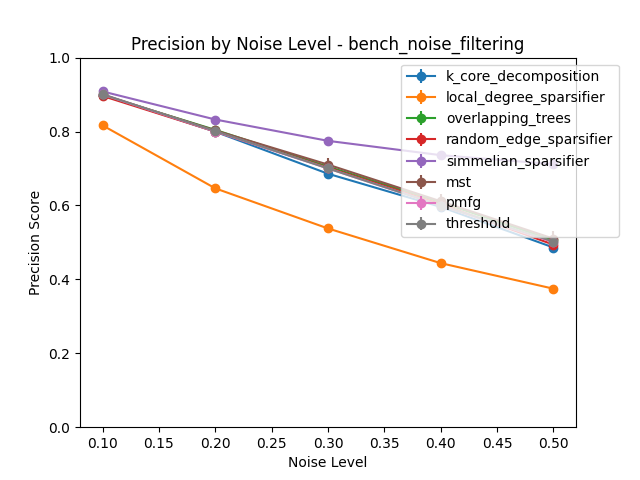 Precision by Noise Level - bench_noise_filtering
1.0
0.8
0.6
0.4
0.2
0.0
Precision Score
k_core_decomposition
local_degree_sparsifier
overlapping_trees
random_edge_sparsifier
simmelian_sparsifier
mst
pmfg
threshold
0.10
0.15
0.20
0.25
0.30
0.35
0.40
0.45
0.50
Noise Level